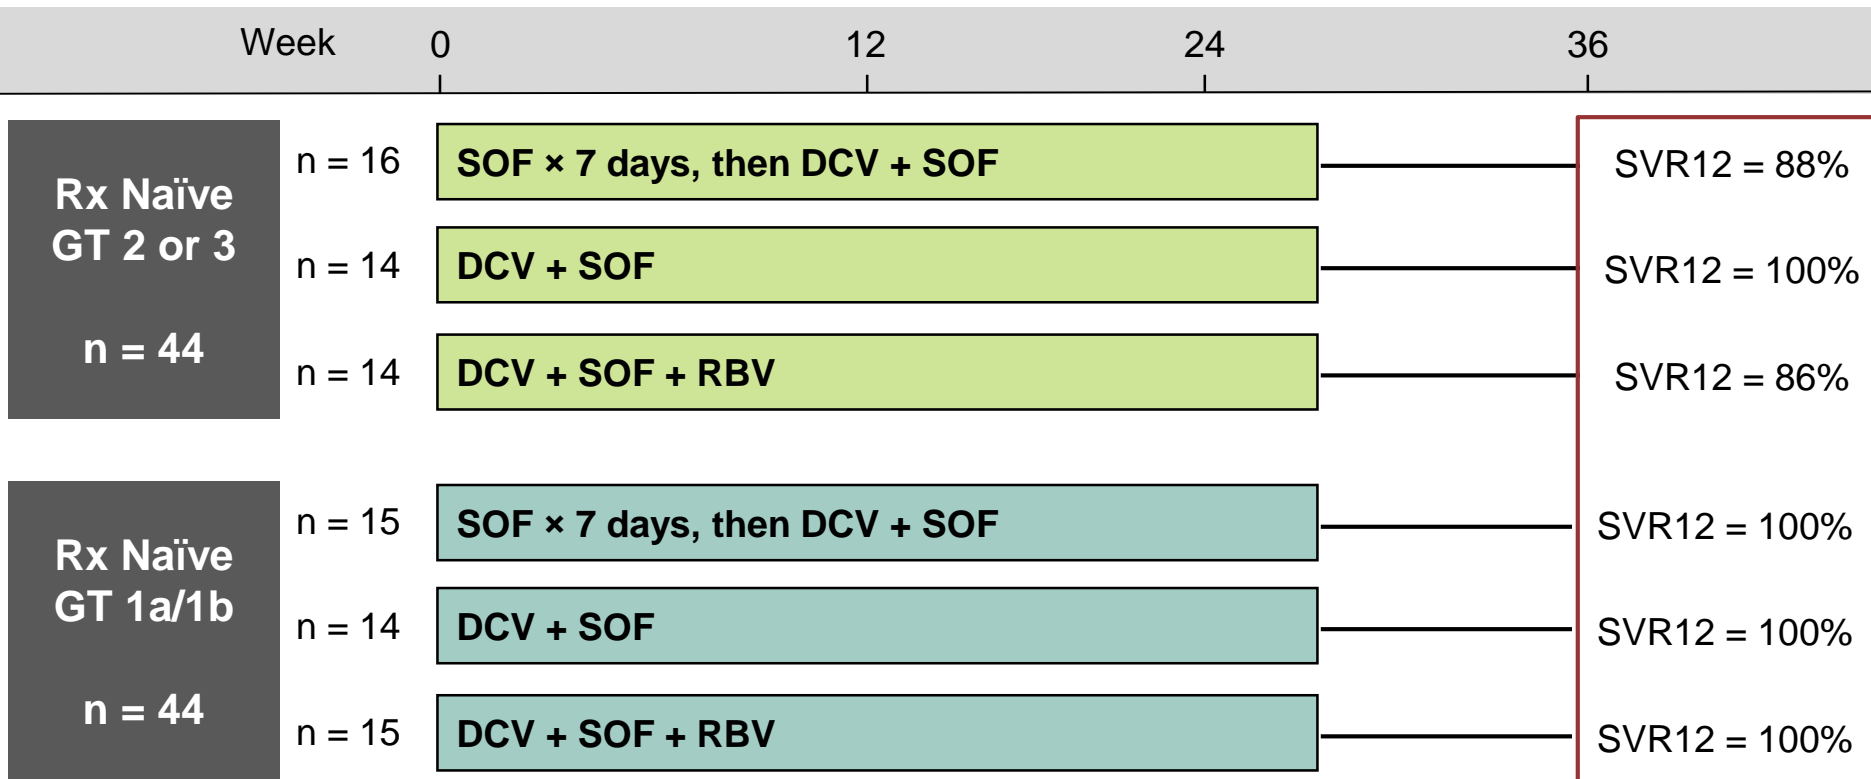 Week 0 12 24 36
Rx Naïve
GT 2 or 3
n = 44
n = 16 SOF × 7 days, then DCV + SOF SVR12 = 88%
n = 14 DCV + SOF SVR12 = 100%
n = 14 DCV + SOF + RBV SVR12 = 86%
Rx Naïve
GT 1a/1b
n = 44
n = 15 SOF × 7 days, then DCV + SOF SVR12 = 100%
n = 14 DCV + SOF SVR12 = 100%
n = 15 DCV + SOF + RBV SVR12 = 100%